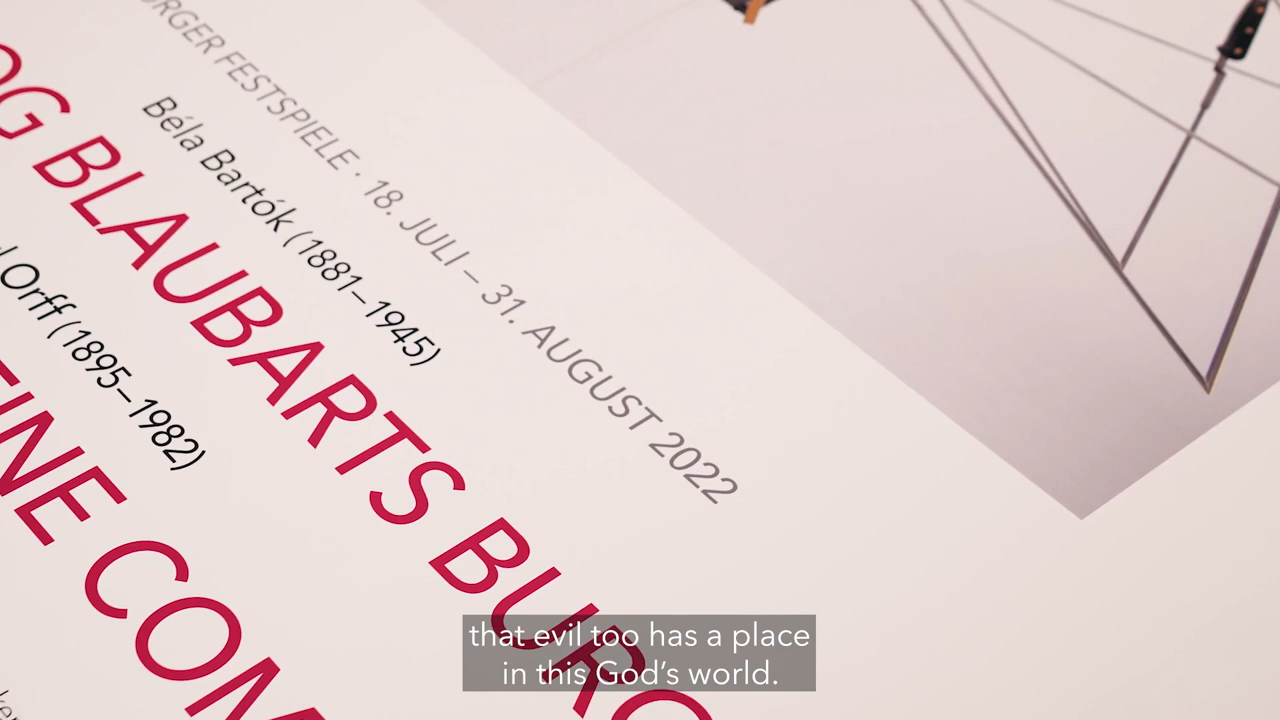 RGER FESTSPIELE · 18. JULI – 31. AUGUST 2022
Béla Bartók (1881–1945)
OG BLAUBARTS BURG
Orff (1895–1982)
INE COM
that evil too has a place
in this God's world.